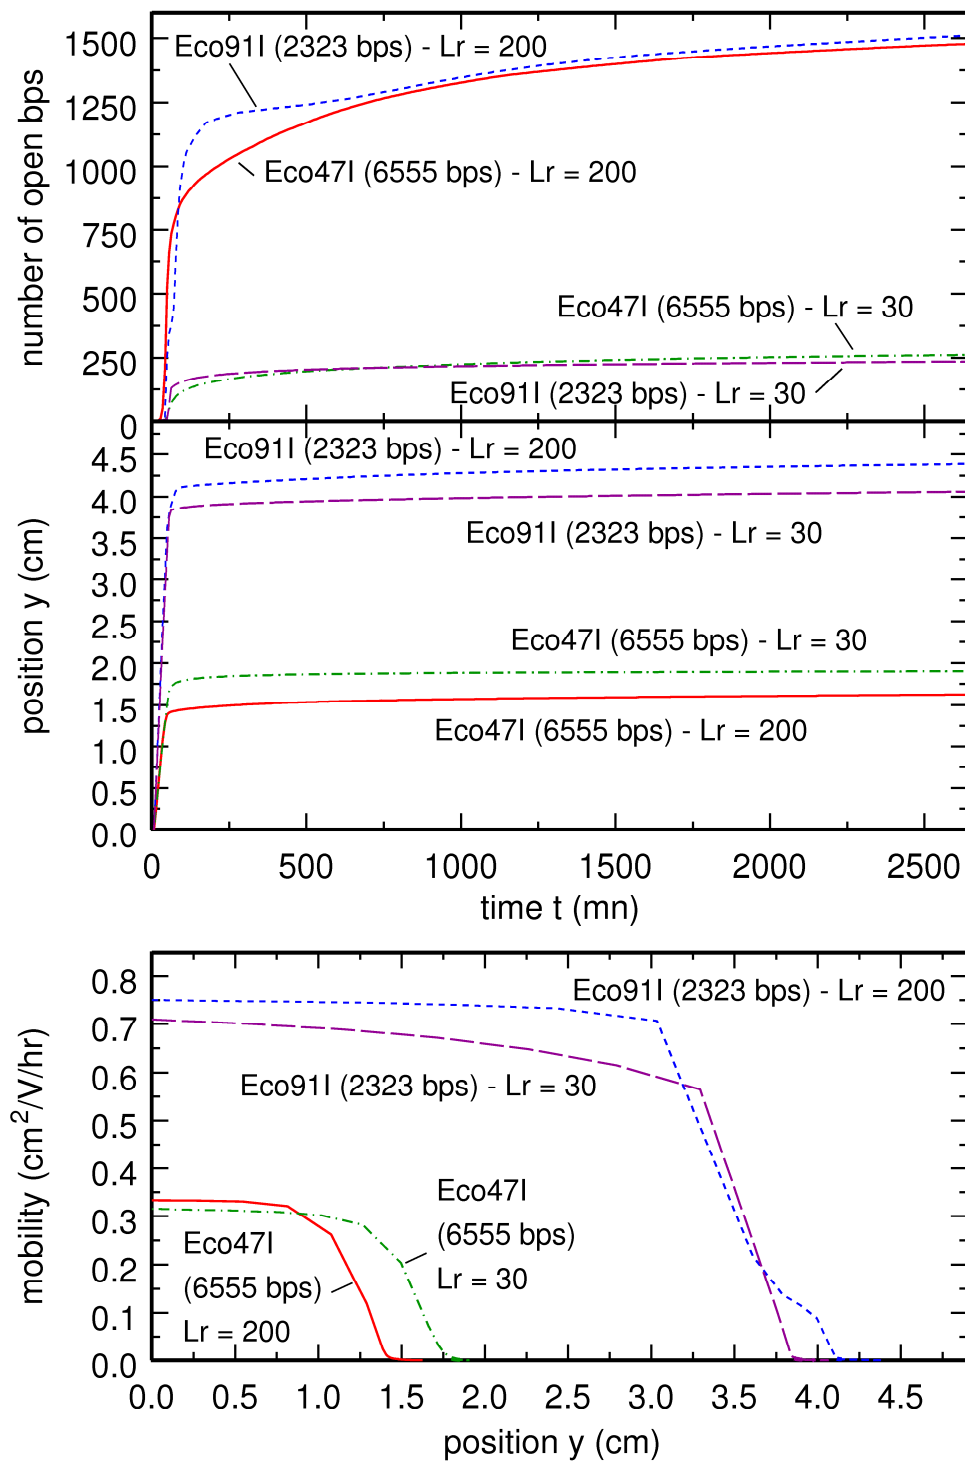 number of open bps
1500
1250
1000
750
500
250
0
Eco91I (2323 bps) - Lr = 200
Eco47I (6555 bps) - Lr = 200
Eco47I (6555 bps) - Lr = 30
Eco91I (2323 bps) - Lr = 30
position y (cm)
4.5
4.0
3.5
3.0
2.5
2.0
1.5
1.0
0.5
0.0
Eco91I (2323 bps) - Lr = 200
Eco91I (2323 bps) - Lr = 30
Eco47I (6555 bps) - Lr = 30
Eco47I (6555 bps) - Lr = 200
0 500 1000 1500 2000 2500
time t (mn)
mobility (cm²/V/hr)
0.8
0.7
0.6
0.5
0.4
0.3
0.2
0.1
0.0
Eco91I (2323 bps) - Lr = 200
Eco91I (2323 bps) - Lr = 30
Eco47I
(6555 bps)
Lr = 30
Eco47I
(6555 bps)
Lr = 200
0.0 0.5 1.0 1.5 2.0 2.5 3.0 3.5 4.0 4.5
position y (cm)